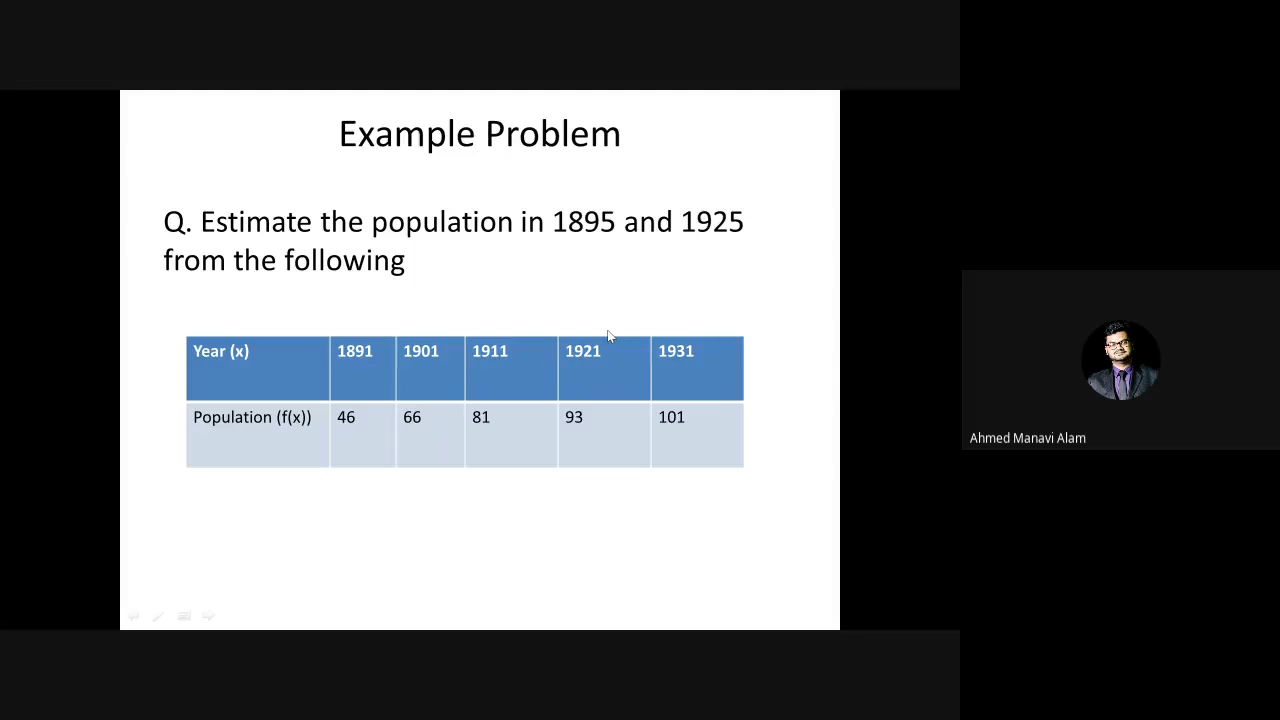 Example Problem
Q. Estimate the population in 1895 and 1925
from the following
Year (x) 1891 1901 1911 1921 1931
Population (f(x)) 46 66 81 93 101
Ahmed Manavi Alam